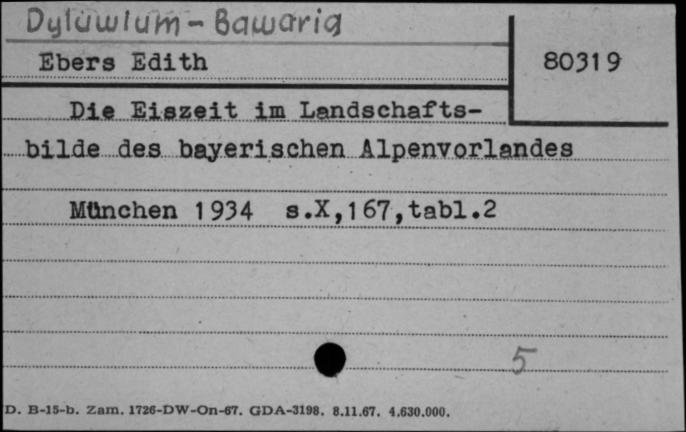 Dyluwium - Bawaria
Ebers Edith
80319
Die Eiszeit im Landschafts-
bilde des bayerischen Alpenvorlandes
München 1934 s.X,167,tabl.2
5
D. B-15-b. Zam. 1726-DW-On-67. GDA-3198. 8.11.67. 4.630.000.